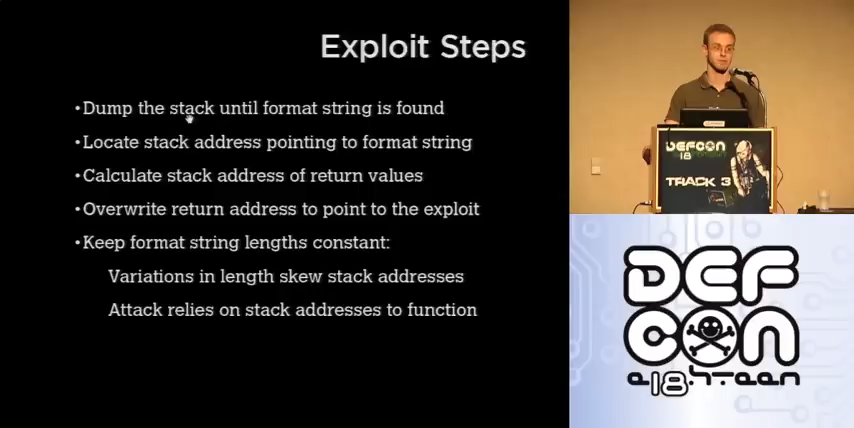 Exploit Steps
•Dump the stack until format string is found
•Locate stack address pointing to format string
•Calculate stack address of return values
•Overwrite return address to point to the exploit
•Keep format string lengths constant:
Variations in length skew stack addresses
Attack relies on stack addresses to function
DEFCON
18
TRACK 3
DEF
CON
e18hteen